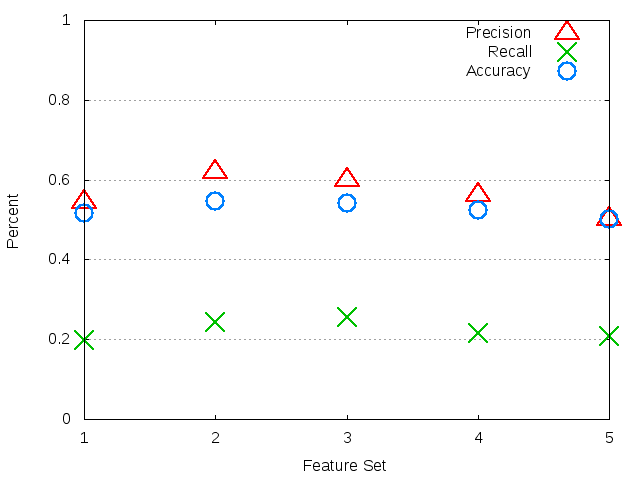 1
Precision
Recall
Accuracy
0.8
0.6
Percent
0.4
0.2
0
1 2 3 4 5
Feature Set